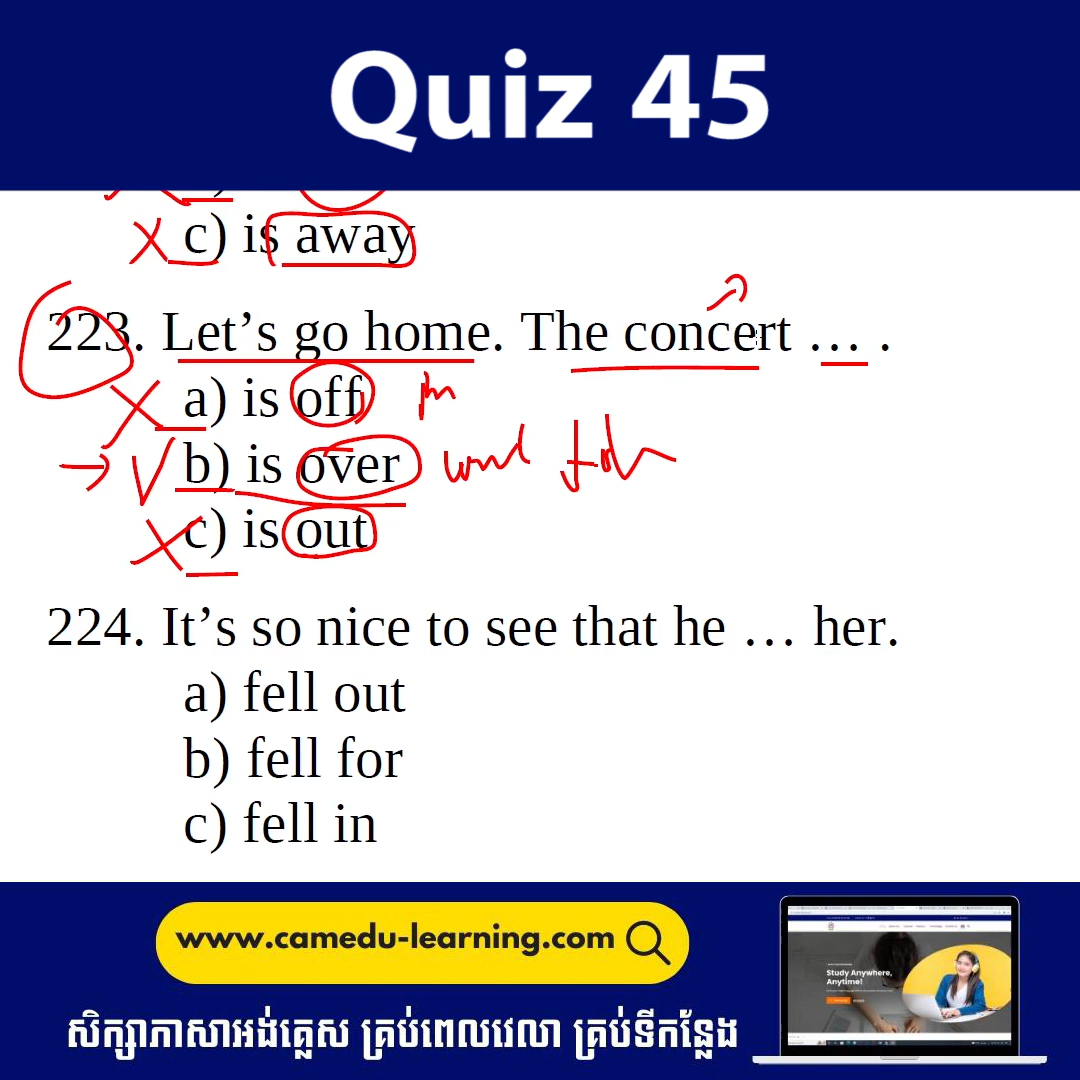 Quiz 45
c) is away
223. Let’s go home. The concert … .
a) is off in
b) is over
c) is out
224. It’s so nice to see that he … her.
a) fell out
b) fell for
c) fell in
www.camedu-learning.com
Study Anywhere,
Anytime!
សិក្សាភាសាអង់គ្លេស គ្រប់ពេលវេលា គ្រប់ទីកន្លែង